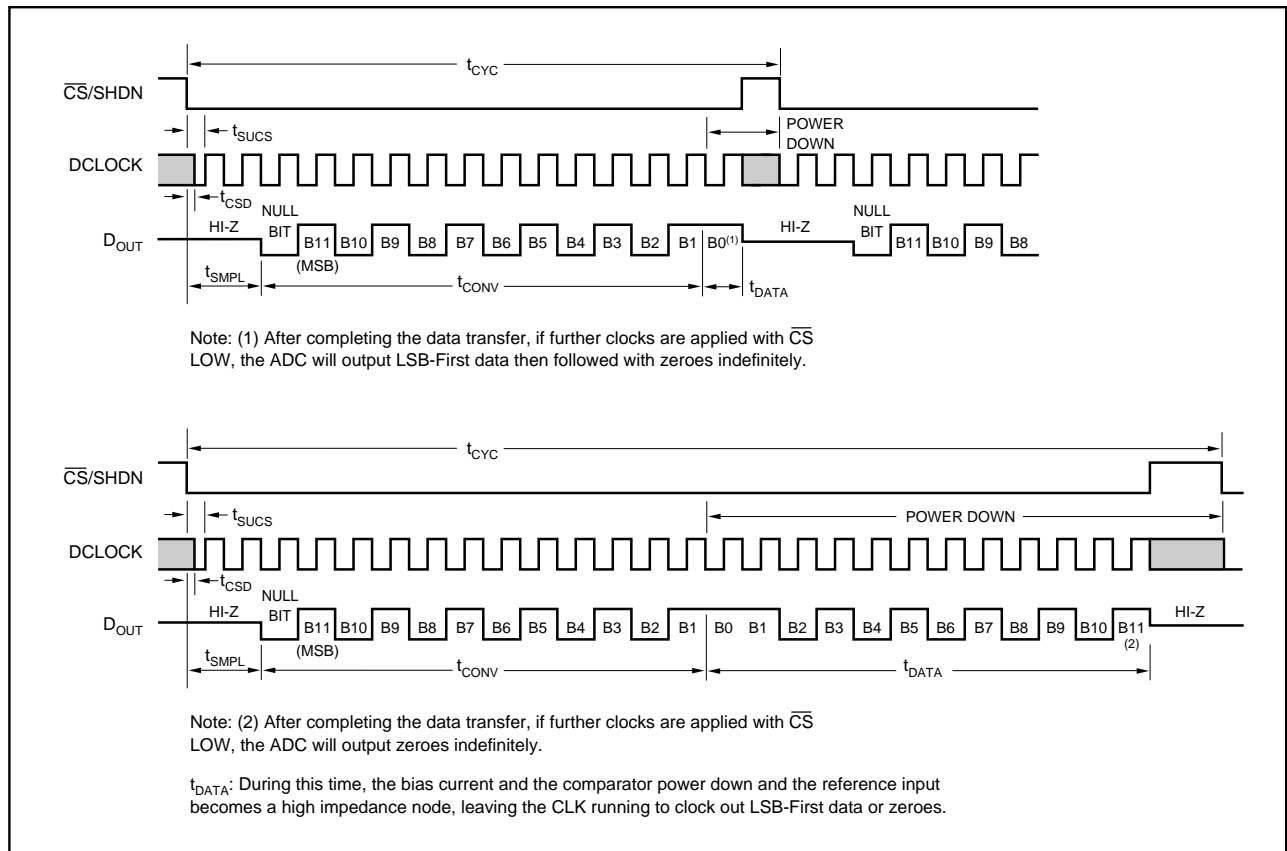 tCYC
CS/SHDN
tSUCS
POWER
DOWN
DCLOCK
tCSD
NULL
BIT
HI-Z
DOUT
B11 B10 B9 B8 B7 B6 B5 B4 B3 B2 B1 B0(1)
HI-Z
NULL
BIT
B11 B10 B9 B8
(MSB)
tSMPL
tCONV
tDATA
Note: (1) After completing the data transfer, if further clocks are applied with CS
LOW, the ADC will output LSB-First data then followed with zeroes indefinitely.
tCYC
CS/SHDN
tSUCS
POWER DOWN
DCLOCK
tCSD
NULL
BIT
HI-Z
DOUT
B11 B10 B9 B8 B7 B6 B5 B4 B3 B2 B1 B0 B1 B2 B3 B4 B5 B6 B7 B8 B9 B10 B11
(2)
HI-Z
(MSB)
tSMPL
tCONV
tDATA
Note: (2) After completing the data transfer, if further clocks are applied with CS
LOW, the ADC will output zeroes indefinitely.
tDATA: During this time, the bias current and the comparator power down and the reference input
becomes a high impedance node, leaving the CLK running to clock out LSB-First data or zeroes.